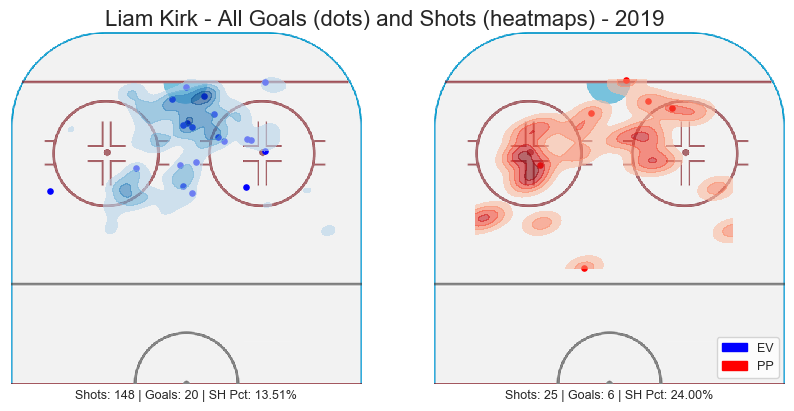 Liam Kirk - All Goals (dots) and Shots (heatmaps) - 2019
EV
PP
Shots: 148 | Goals: 20 | SH Pct: 13.51%
Shots: 25 | Goals: 6 | SH Pct: 24.00%